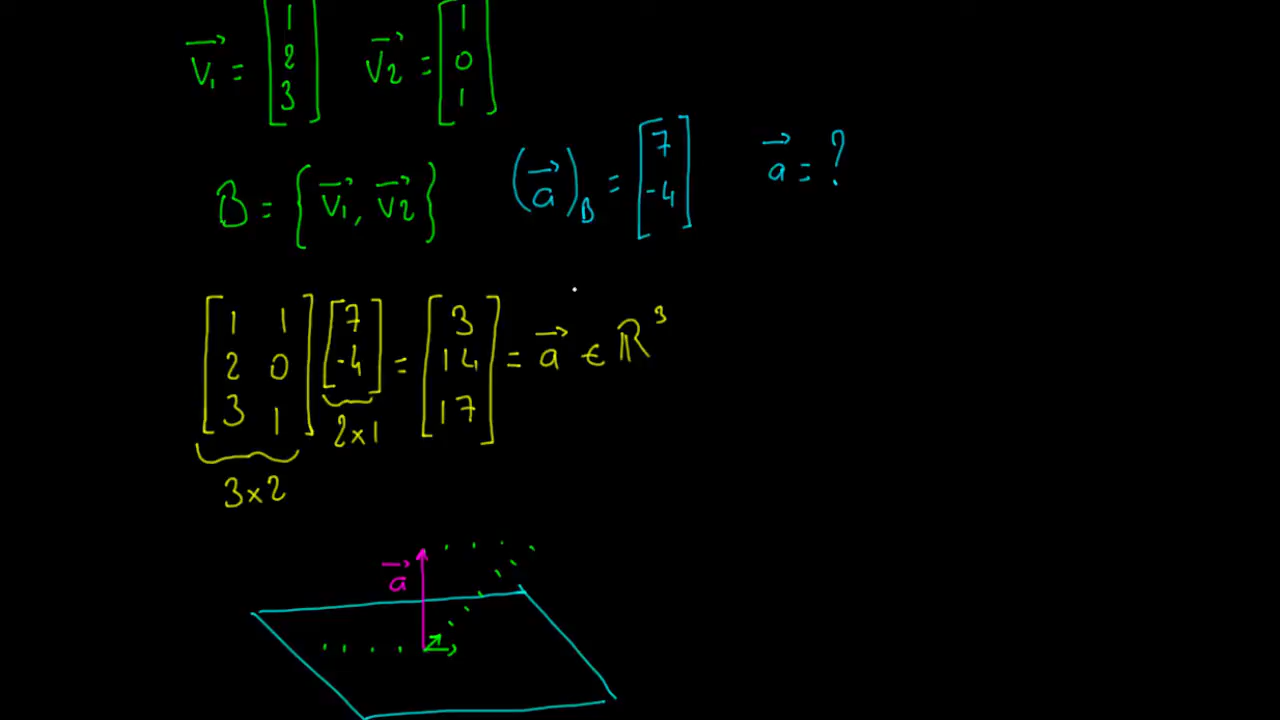 v₁ = [1 2 3] v₂ = [1 0 1]
B = {v₁, v₂} (a)B = [7 -4] a = ?
[1 1 2 0 3 1] [7 -4] = [3 14 17] = a ∈ ℝ³
2×1
3×2
a